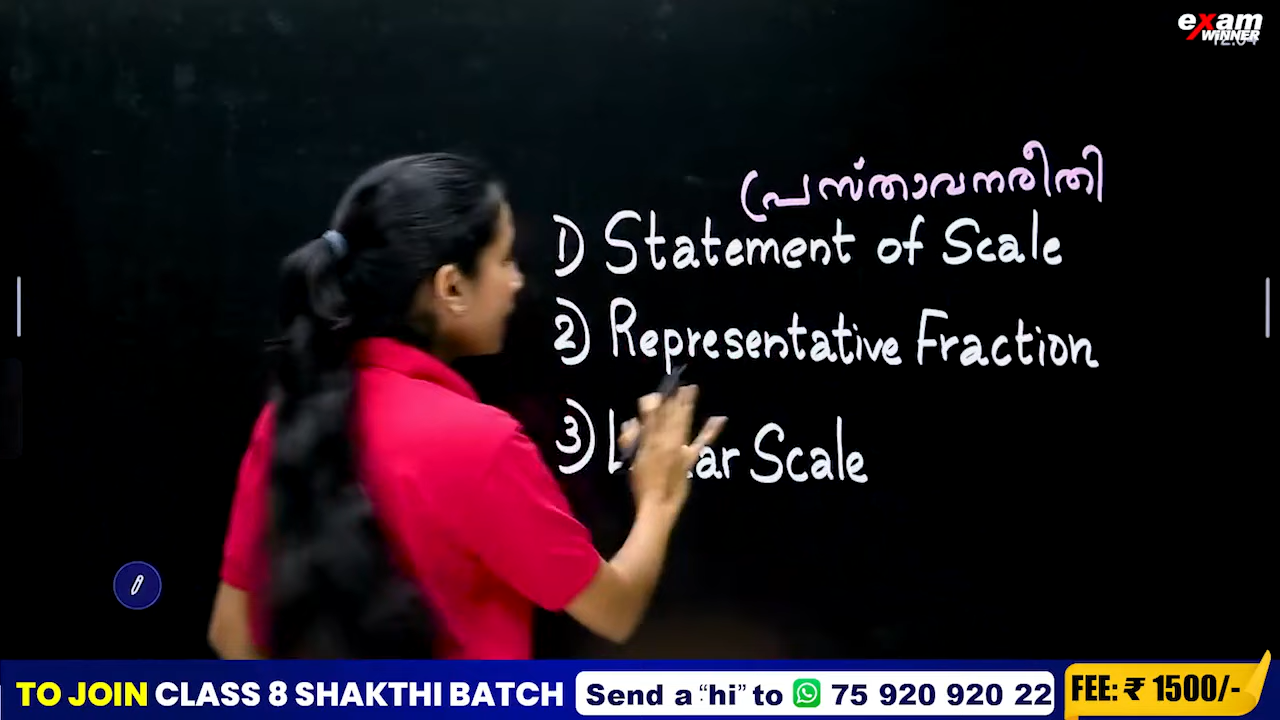 exam
WINNER
പ്രസ്താവനരീതി
1) Statement of Scale
2) Representative Fraction
3) Scale
TO JOIN CLASS 8 SHAKTHI BATCH
Send a “hi” to 75 920 920 22
FEE: ₹ 1500/-